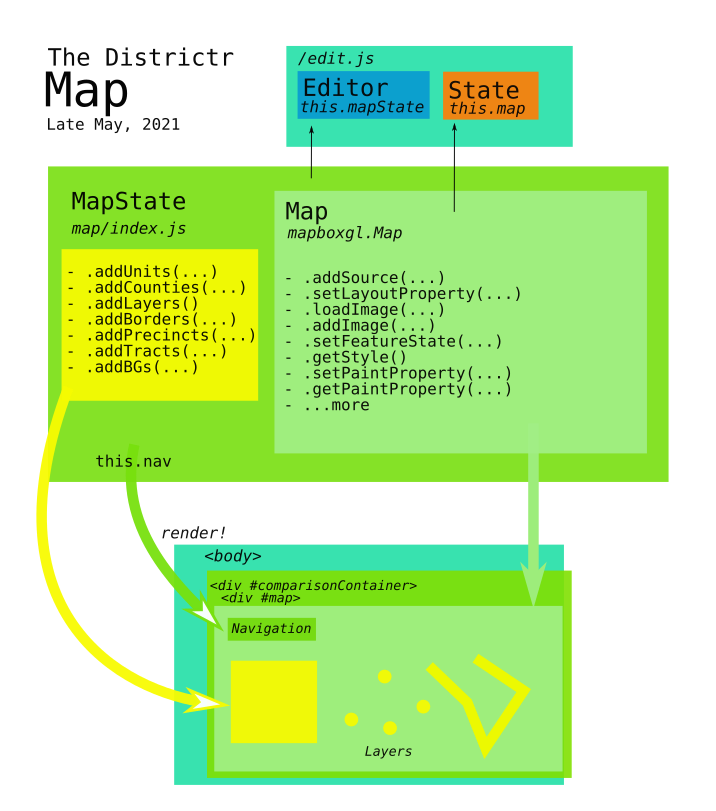 The Districtr
Map
Late May, 2021
/edit.js
Editor
this.mapState
State
this.map
MapState
map/index.js
- .addUnits(...)
- .addCounties(...)
- .addLayers()
- .addBorders(...)
- .addPrecincts(...)
- .addTracts(...)
- .addBGs(...)
Map
mapboxgl.Map
- .addSource(...)
- .setLayoutProperty(...)
- .loadImage(...)
- .addImage(...)
- .setFeatureState(...)
- .getStyle()
- .setPaintProperty(...)
- .getPaintProperty(...)
- ...more
this.nav
render!
<body>
<div #comparisonContainer>
<div #map>
Navigation
Layers